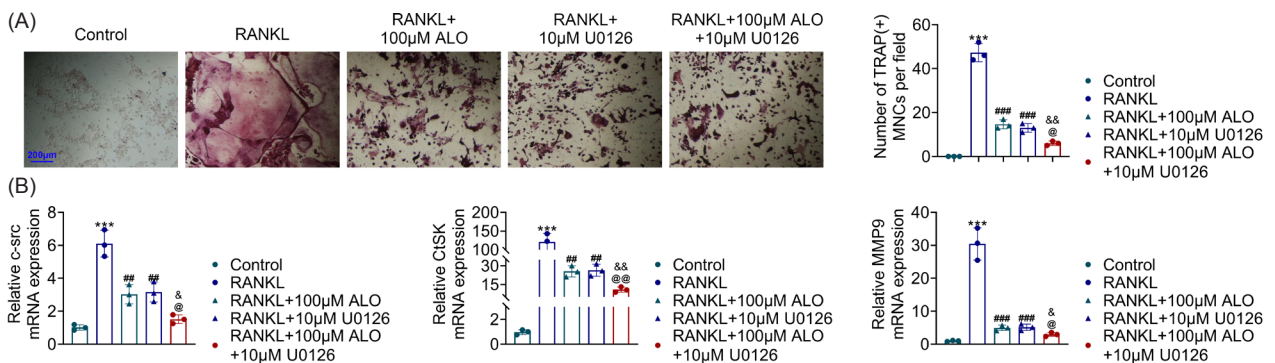 (A)
Control
RANKL
RANKL+
100μM ALO
RANKL+
10μM U0126
RANKL+100μM ALO
+10μM U0126
200μm
Number of TRAP(+)
MNCs per field
60
40
20
0
***
###
###
&&
@
Control
RANKL
RANKL+100μM ALO
RANKL+10μM U0126
RANKL+100μM ALO
+10μM U0126
(B)
Relative c-src
mRNA expression
8
6
4
2
0
***
##
##
&
@
Control
RANKL
RANKL+100μM ALO
RANKL+10μM U0126
RANKL+100μM ALO
+10μM U0126
Relative CtSK
mRNA expression
200
150
100
30
15
2
0
***
##
##
&&
@@
Control
RANKL
RANKL+100μM ALO
RANKL+10μM U0126
RANKL+100μM ALO
+10μM U0126
Relative MMP9
mRNA expression
40
30
20
10
0
***
###
###
&
@
Control
RANKL
RANKL+100μM ALO
RANKL+10μM U0126
RANKL+100μM ALO
+10μM U0126